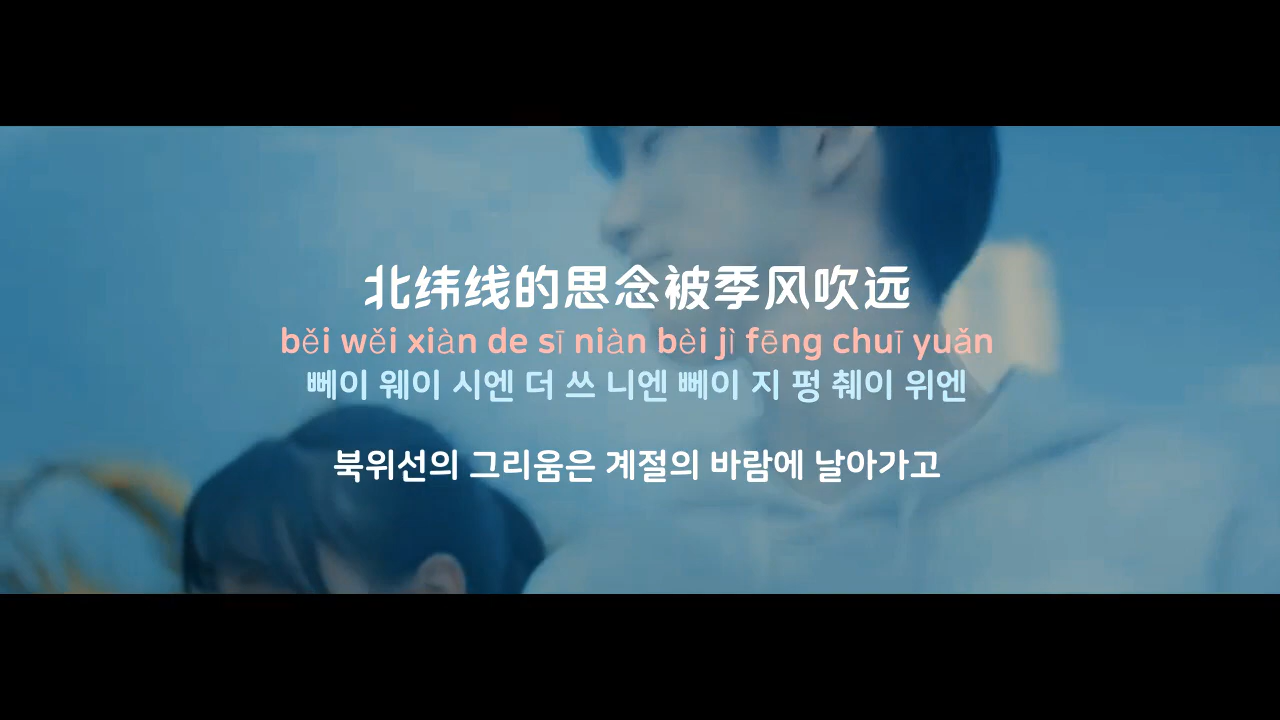 北纬线的思念被季风吹远
běi wěi xiàn de sī niàn bèi jì fēng chuī yuǎn
뻬이 웨이 시엔 더 쓰 니엔 뻬이 지 펑 췌이 위엔
북위선의 그리움은 계절의 바람에 날아가고